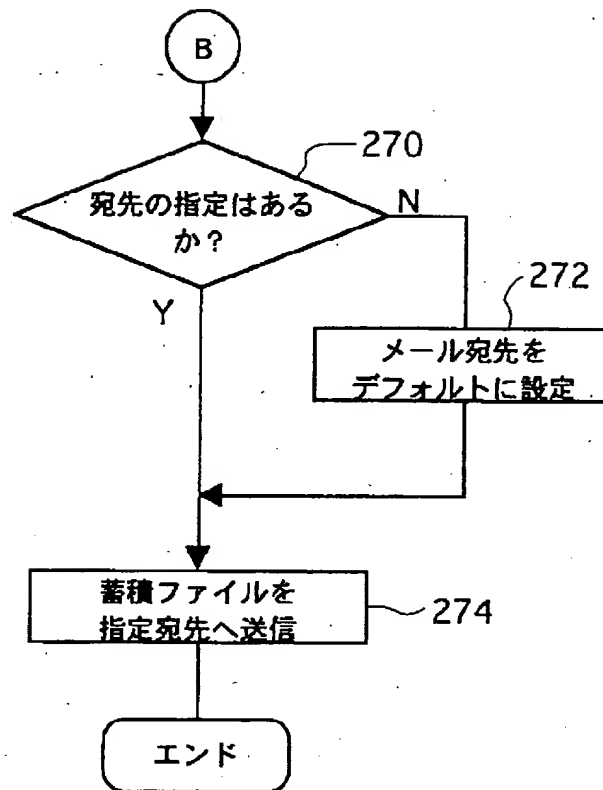 B
270
宛先の指定はある
か？
N
Y
272
メール宛先を
デフォルトに設定
蓄積ファイルを
指定宛先へ送信
274
エンド